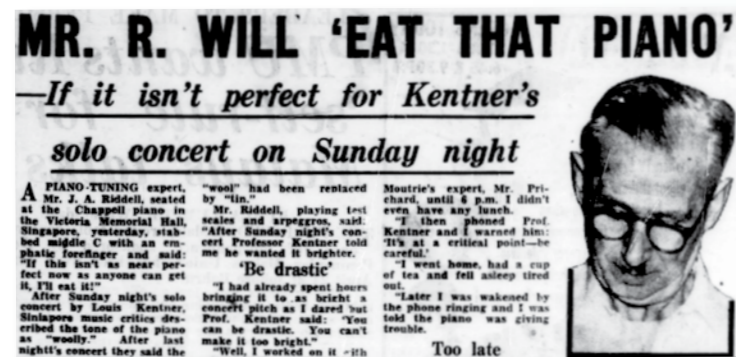 MR. R. WILL 'EAT THAT PIANO'
—If it isn't perfect for Kentner's
solo concert on Sunday night
A PIANO-TUNING expert,
Mr. J. A. Riddell, seated
at the Chappell piano in
the Victoria Memorial Hall,
Singapore, yesterday, stab-
bed middle C with an em-
phatic forefinger and said:
"If this isn't as near per-
fect now as anyone can get
it, I'll eat it!"
After Sunday night's solo
concert by Louis Kentner,
Sinlapore music critics des-
cribed the tone of the piano
as "woolly." After last
nightt's concert they said the
"wool" had been replaced
by "tin."
Mr. Riddell, playing test
scales and arpeggros, said:
"After Sunday night's con-
cert Professor Kentner told
me he wanted it brighter.
'Be drastic'
"I had already spent hours
bringing it to as bright a
concert pitch as I dared but
Prof. Kentner said: 'You
can be drastic. You can't
make it too bright.'
"Well, I worked on it with
Moutrie's expert, Mr. Pri-
chard, until 6 p.m. I didn't
even have any lunch.
"I then phoned Prof.
Kentner and I warned him:
'It's at a critical point—be
careful.'
"I went home, had a cup
of tea and fell asleep tired
out.
"Later I was wakened by
the phone ringing and I was
told the piano was giving
trouble.
Too late